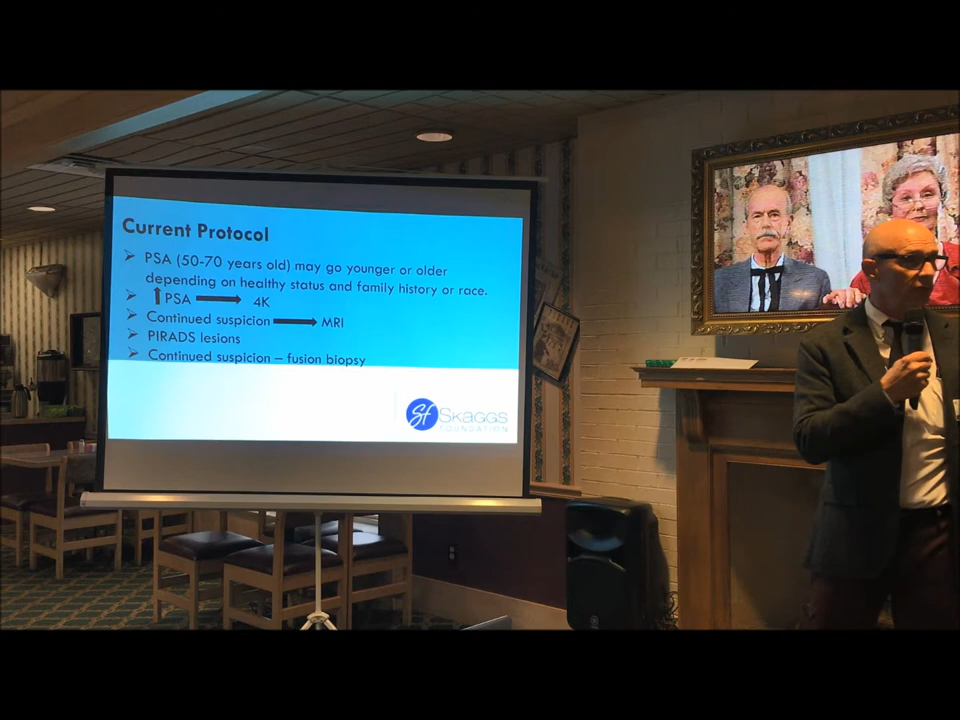 Current Protocol
➢ PSA (50-70 years old) may go younger or older
depending on healthy status and family history or race.
➢ ⬆PSA ➡ 4K
➢ Continued suspicion ➡ MRI
➢ PIRADS lesions
➢ Continued suspicion – fusion biopsy
Sf SKAGGS
FOUNDATION